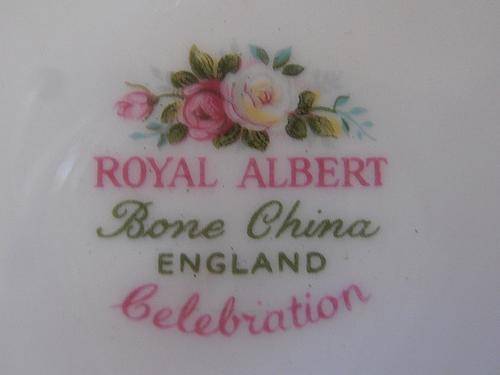 ROYAL ALBERT
Bone China
ENGLAND
Celebration